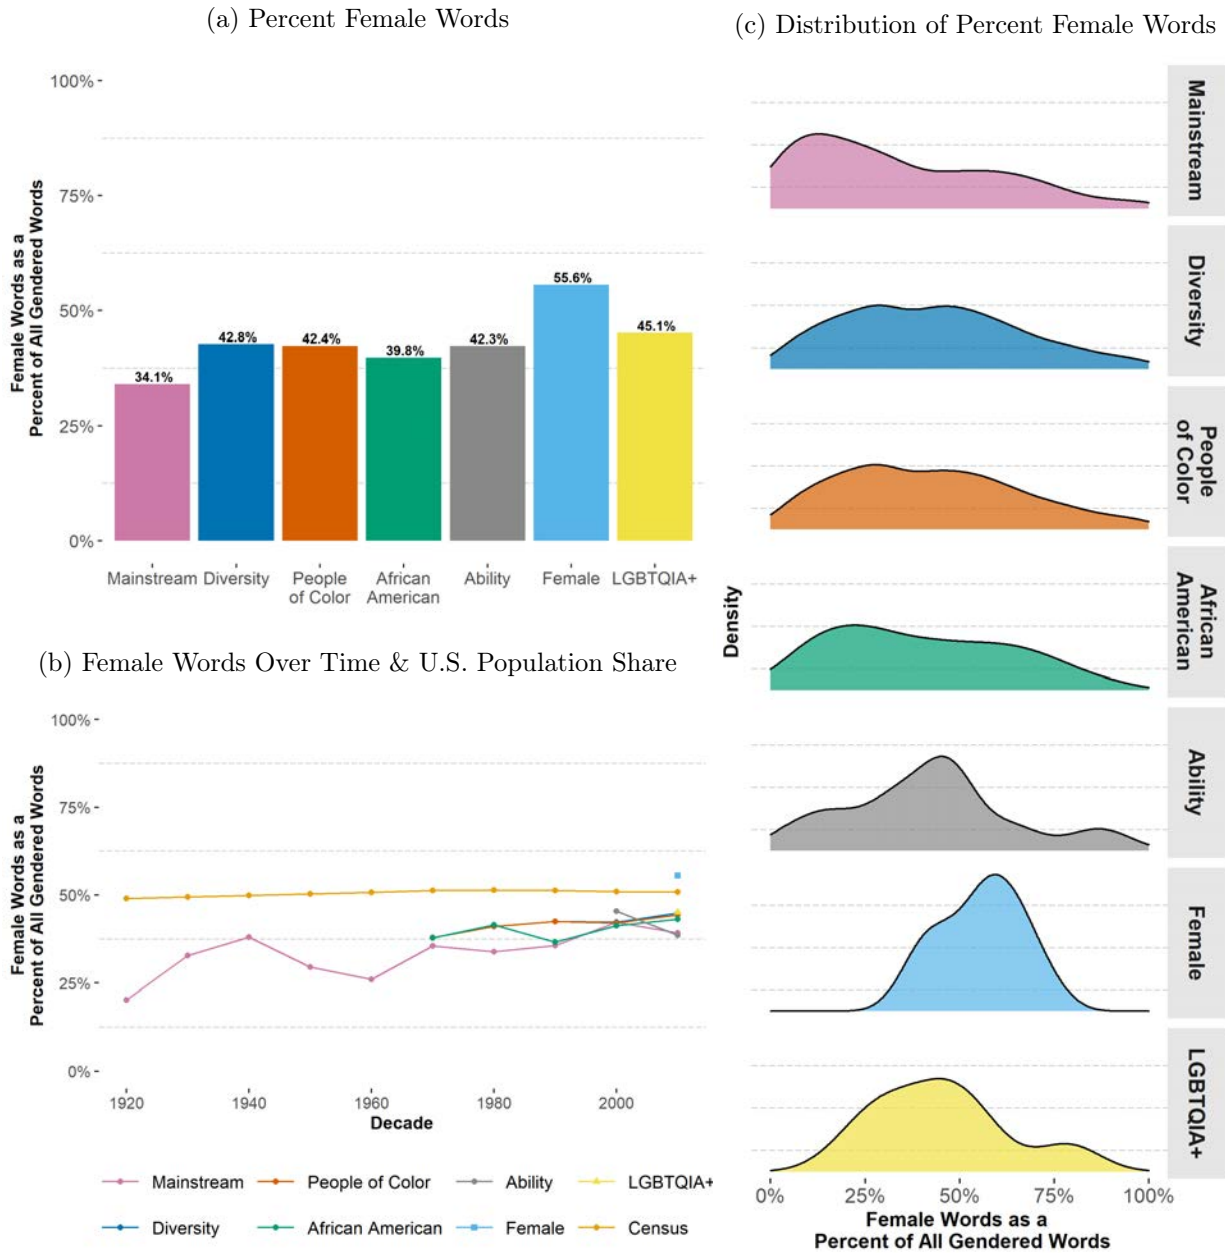 (a) Percent Female Words
Female Words as a
Percent of All Gendered Words
100%
75%
50%
25%
0%
34.1%
42.8%
42.4%
39.8%
42.3%
55.6%
45.1%
Mainstream
Diversity
People
of Color
African
American
Ability
Female
LGBTQIA+
(b) Female Words Over Time & U.S. Population Share
Female Words as a
Percent of All Gendered Words
100%
75%
50%
25%
0%
1920
1940
1960
1980
2000
Decade
Mainstream
People of Color
Ability
LGBTQIA+
Diversity
African American
Female
Census
(c) Distribution of Percent Female Words
Density
Mainstream
Diversity
People
of Color
African
American
Ability
Female
LGBTQIA+
0%
25%
50%
75%
100%
Female Words as a
Percent of All Gendered Words